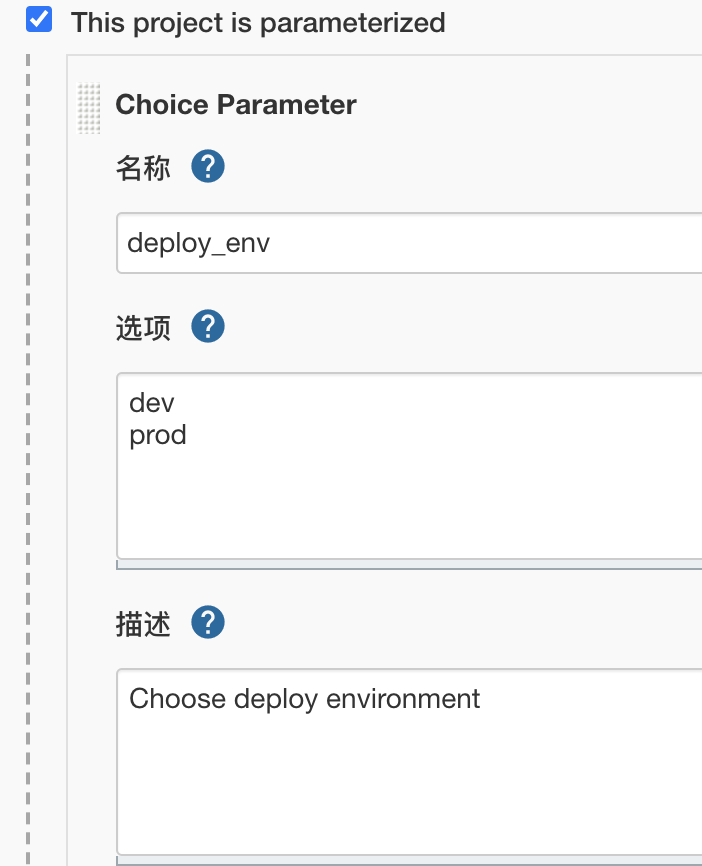 This project is parameterized
Choice Parameter
名称 ?
deploy_env
选项 ?
dev
prod
描述 ?
Choose deploy environment